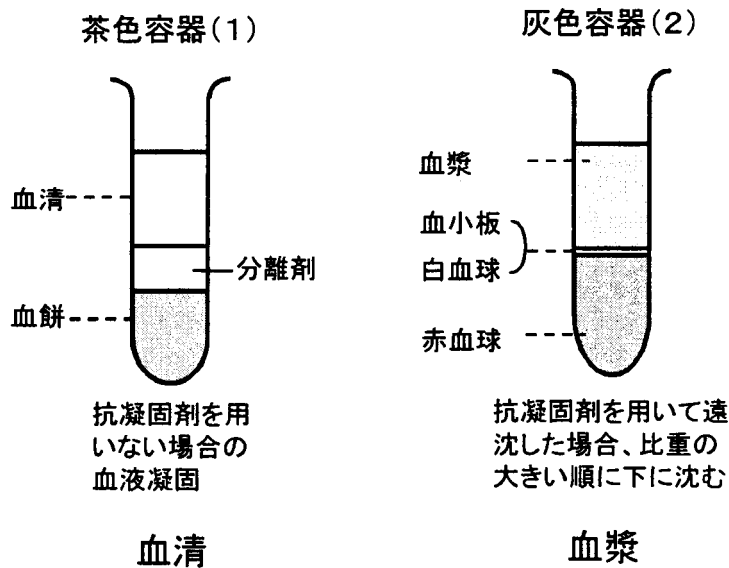 茶色容器(1)
血清
分離剤
血餅
抗凝固剤を用
いない場合の
血液凝固
血清
灰色容器(2)
血漿
血小板
白血球
赤血球
抗凝固剤を用いて遠
沈した場合、比重の
大きい順に下に沈む
血漿